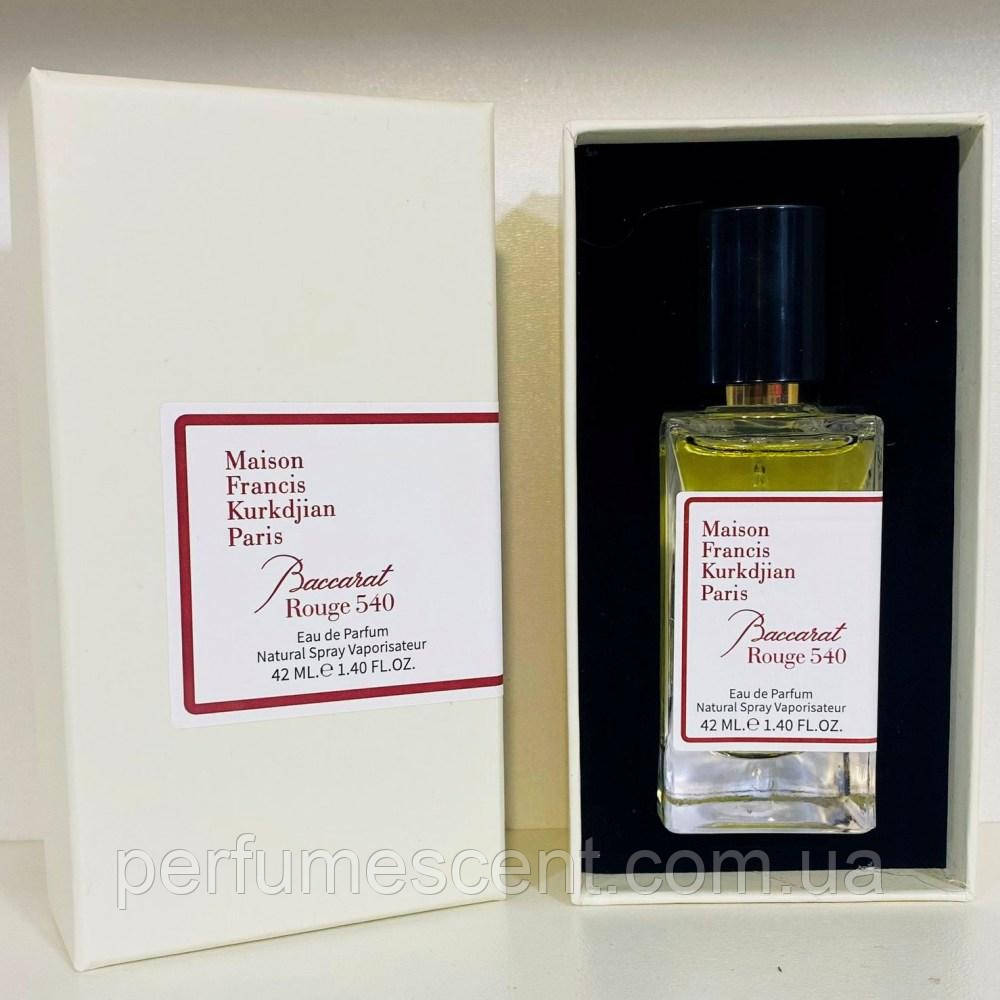 Maison
Francis
Kurkdjian
Paris
Baccarat
Rouge 540
Eau de Parfum
Natural Spray Vaporisateur
42 ML.℮ 1.40 FL.OZ.
Maison
Francis
Kurkdjian
Paris
Baccarat
Rouge 540
Eau de Parfum
Natural Spray Vaporisateur
42 ML.℮ 1.40 FL.OZ.
perfumescent.com.ua